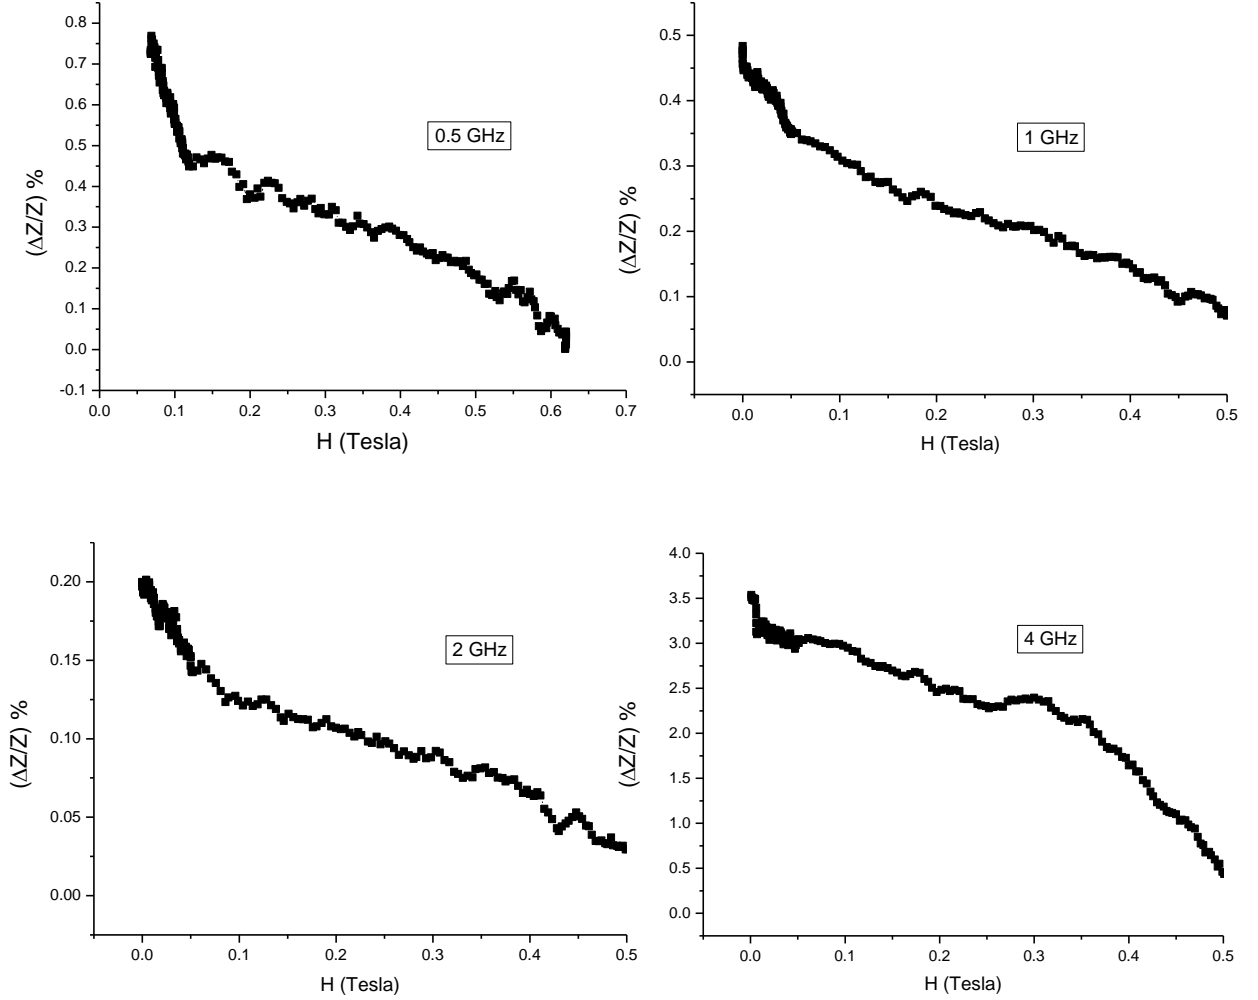 (ΔZ/Z) %
0.8
0.7
0.6
0.5
0.4
0.3
0.2
0.1
0.0
-0.1
0.5 GHz
0.0 0.1 0.2 0.3 0.4 0.5 0.6 0.7
H (Tesla)
(ΔZ/Z) %
0.5
0.4
0.3
0.2
0.1
0.0
1 GHz
0.0 0.1 0.2 0.3 0.4 0.5
H (Tesla)
(ΔZ/Z) %
0.20
0.15
0.10
0.05
0.00
2 GHz
0.0 0.1 0.2 0.3 0.4 0.5
H (Tesla)
(ΔZ/Z) %
4.0
3.5
3.0
2.5
2.0
1.5
1.0
0.5
0.0
4 GHz
0.0 0.1 0.2 0.3 0.4 0.5
H (Tesla)